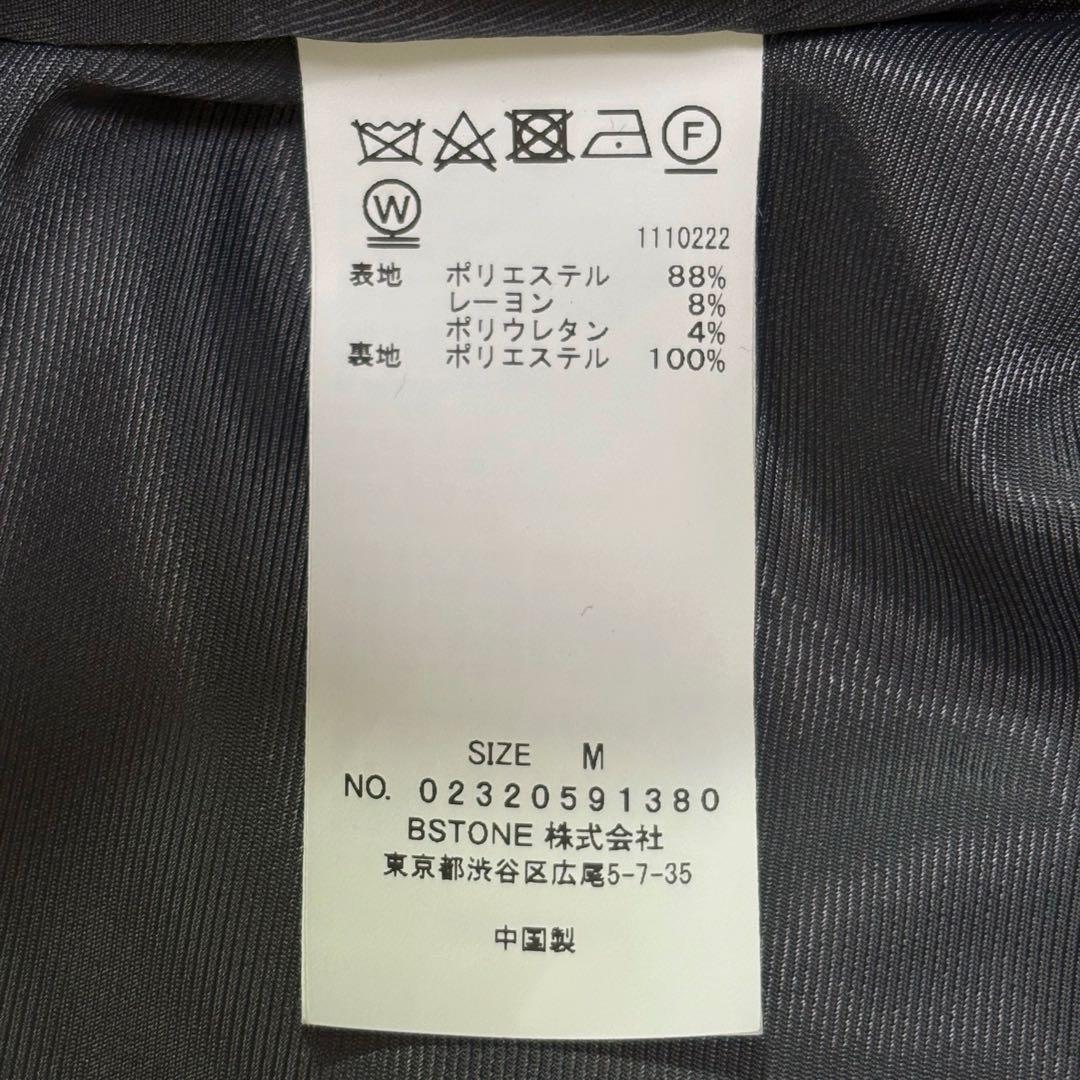 F
W
1110222
表地 ポリエステル 88%
レーヨン 8%
ポリウレタン 4%
裏地 ポリエステル 100%
SIZE M
NO. 02320591380
BSTONE 株式会社
東京都渋谷区広尾5-7-35
中国製